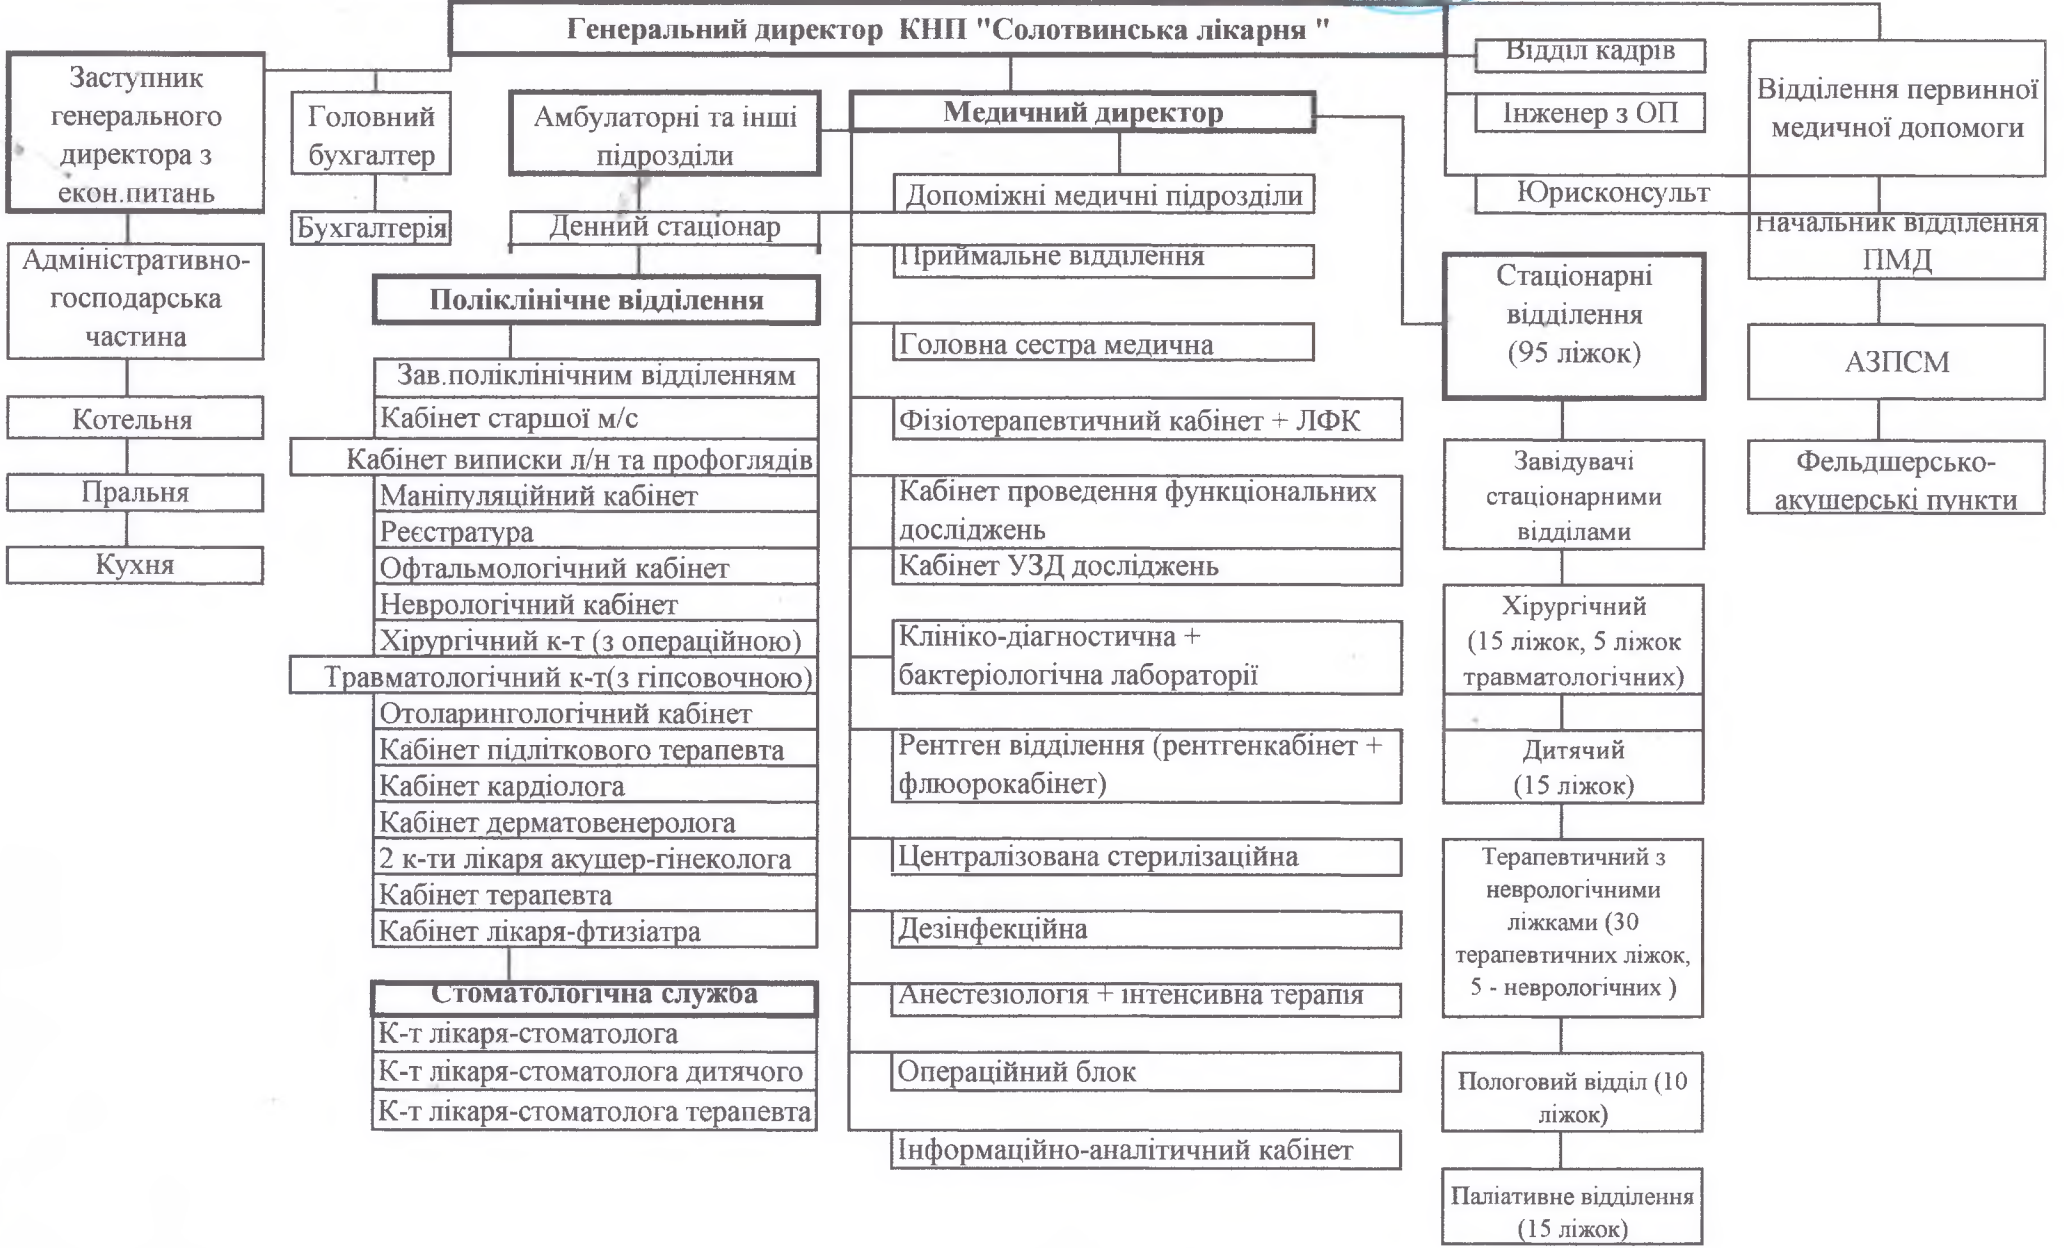 Генеральний директор КНП "Солотвинська лікарня "
Заступник
генерального
директора з
екон.питань
Адміністративно-
господарська
частина
Котельня
Пральня
Кухня
Головний
бухгалтер
Бухгалтерія
Амбулаторні та інші
підрозділи
Денний стаціонар
Поліклінічне відділення
Зав.поліклінічним відділенням
Кабінет старшої м/с
Кабінет виписки л/н та профоглядів
Маніпуляційний кабінет
Реєстратура
Офтальмологічний кабінет
Неврологічний кабінет
Хірургічний к-т (з операційною)
Травматологічний к-т(з гіпсовочною)
Отоларингологічний кабінет
Кабінет підліткового терапевта
Кабінет кардіолога
Кабінет дерматовенеролога
2 к-ти лікаря акушер-гінеколога
Кабінет терапевта
Кабінет лікаря-фтизіатра
Стоматологічна служба
К-т лікаря-стоматолога
К-т лікаря-стоматолога дитячого
К-т лікаря-стоматолога терапевта
Медичний директор
Допоміжні медичні підрозділи
Приймальне відділення
Головна сестра медична
Фізіотерапевтичний кабінет + ЛФК
Кабінет проведення функціональних
досліджень
Кабінет УЗД досліджень
Клініко-діагностична +
бактеріологічна лабораторії
Рентген відділення (рентгенкабінет +
флюорокабінет)
Централізована стерилізаційна
Дезінфекційна
Анестезіологія + інтенсивна терапія
Операційний блок
Інформаційно-аналітичний кабінет
Відділ кадрів
Інженер з ОП
Юрисконсульт
Стаціонарні
відділення
(95 ліжок)
Завідувачі
стаціонарними
відділами
Хірургічний
(15 ліжок, 5 ліжок
травматологічних)
Дитячий
(15 ліжок)
Терапевтичний з
неврологічними
ліжками (30
терапевтичних ліжок,
5 - неврологічних )
Пологовий відділ (10
ліжок)
Паліативне відділення
(15 ліжок)
Відділення первинної
медичної допомоги
Начальник відділення
ПМД
АЗПСМ
Фельдшерсько-
акушерські пункти